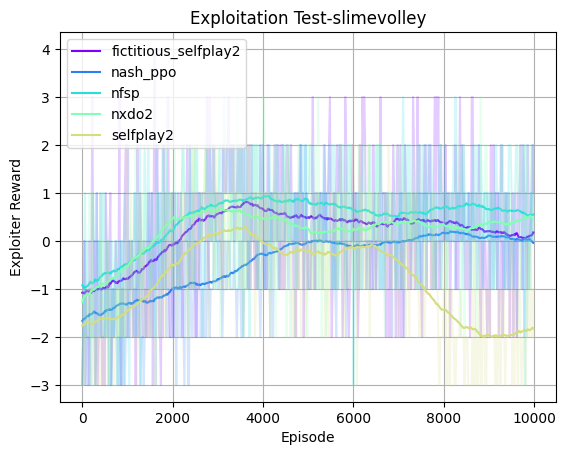 Exploitation Test-slimevolley
fictitious_selfplay2
nash_ppo
nfsp
nxdo2
selfplay2
4
3
2
1
0
−1
−2
−3
Exploiter Reward
0 2000 4000 6000 8000 10000
Episode